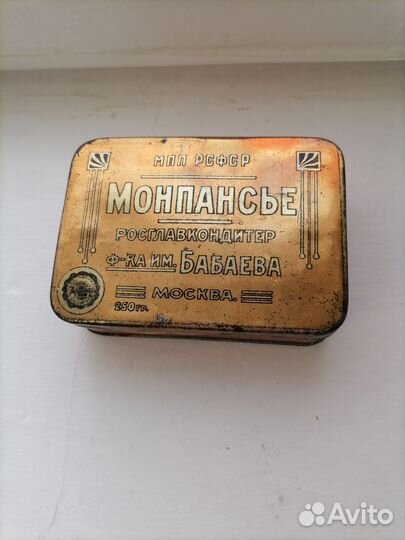 МПП РСФСР
МОНПАНСЬЕ
РОСГЛАВКОНДИТЕР
Ф-КА ИМ. БАБАЕВА
МОСКВА.
250 ГР.
Avito